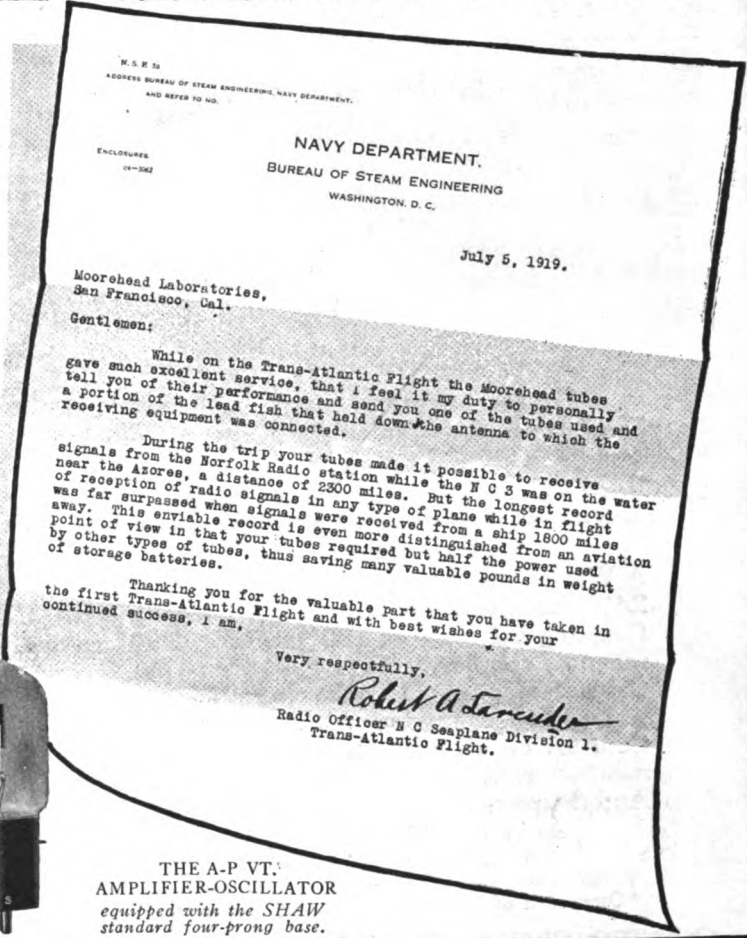 N. S. E. 5a
ADDRESS BUREAU OF STEAM ENGINEERING, NAVY DEPARTMENT,
AND REFER TO NO.
ENCLOSURES
NAVY DEPARTMENT,
BUREAU OF STEAM ENGINEERING
WASHINGTON, D. C,
July 5, 1919.
Moorehead Laboratories,
San Francisco, Cal.
Gentlemen:
While on the Trans-Atlantic Flight the Moorehead tubes
gave such excellent service, that i feel it my duty to personally
tell you of their performance and send you one of the tubes used and
a portion of the lead fish that held down the antenna to which the
receiving equipment was connected.
During the trip your tubes made it possible to receive
signals from the Norfolk Radio station while the N C 3 was on the water
near the Azores, a distance of 2300 miles. But the longest record
of reception of radio signals in any type of plane while in flight
was far surpassed when signals were received from a ship 1800 miles
away. This enviable record is even more distinguished from an aviation
point of view in that your tubes required but half the power used
by other types of tubes, thus saving many valuable pounds in weight
of storage batteries.
Thanking you for the valuable part that you have taken in
the first Trans-Atlantic Flight and with best wishes for your
continued success, I am,
Very respectfully,
Robert A
Radio Officer N C Seaplane Division 1.
Trans-Atlantic Flight.
THE A-P VT.
AMPLIFIER-OSCILLATOR
equipped with the SHAW
standard four-prong base.
S